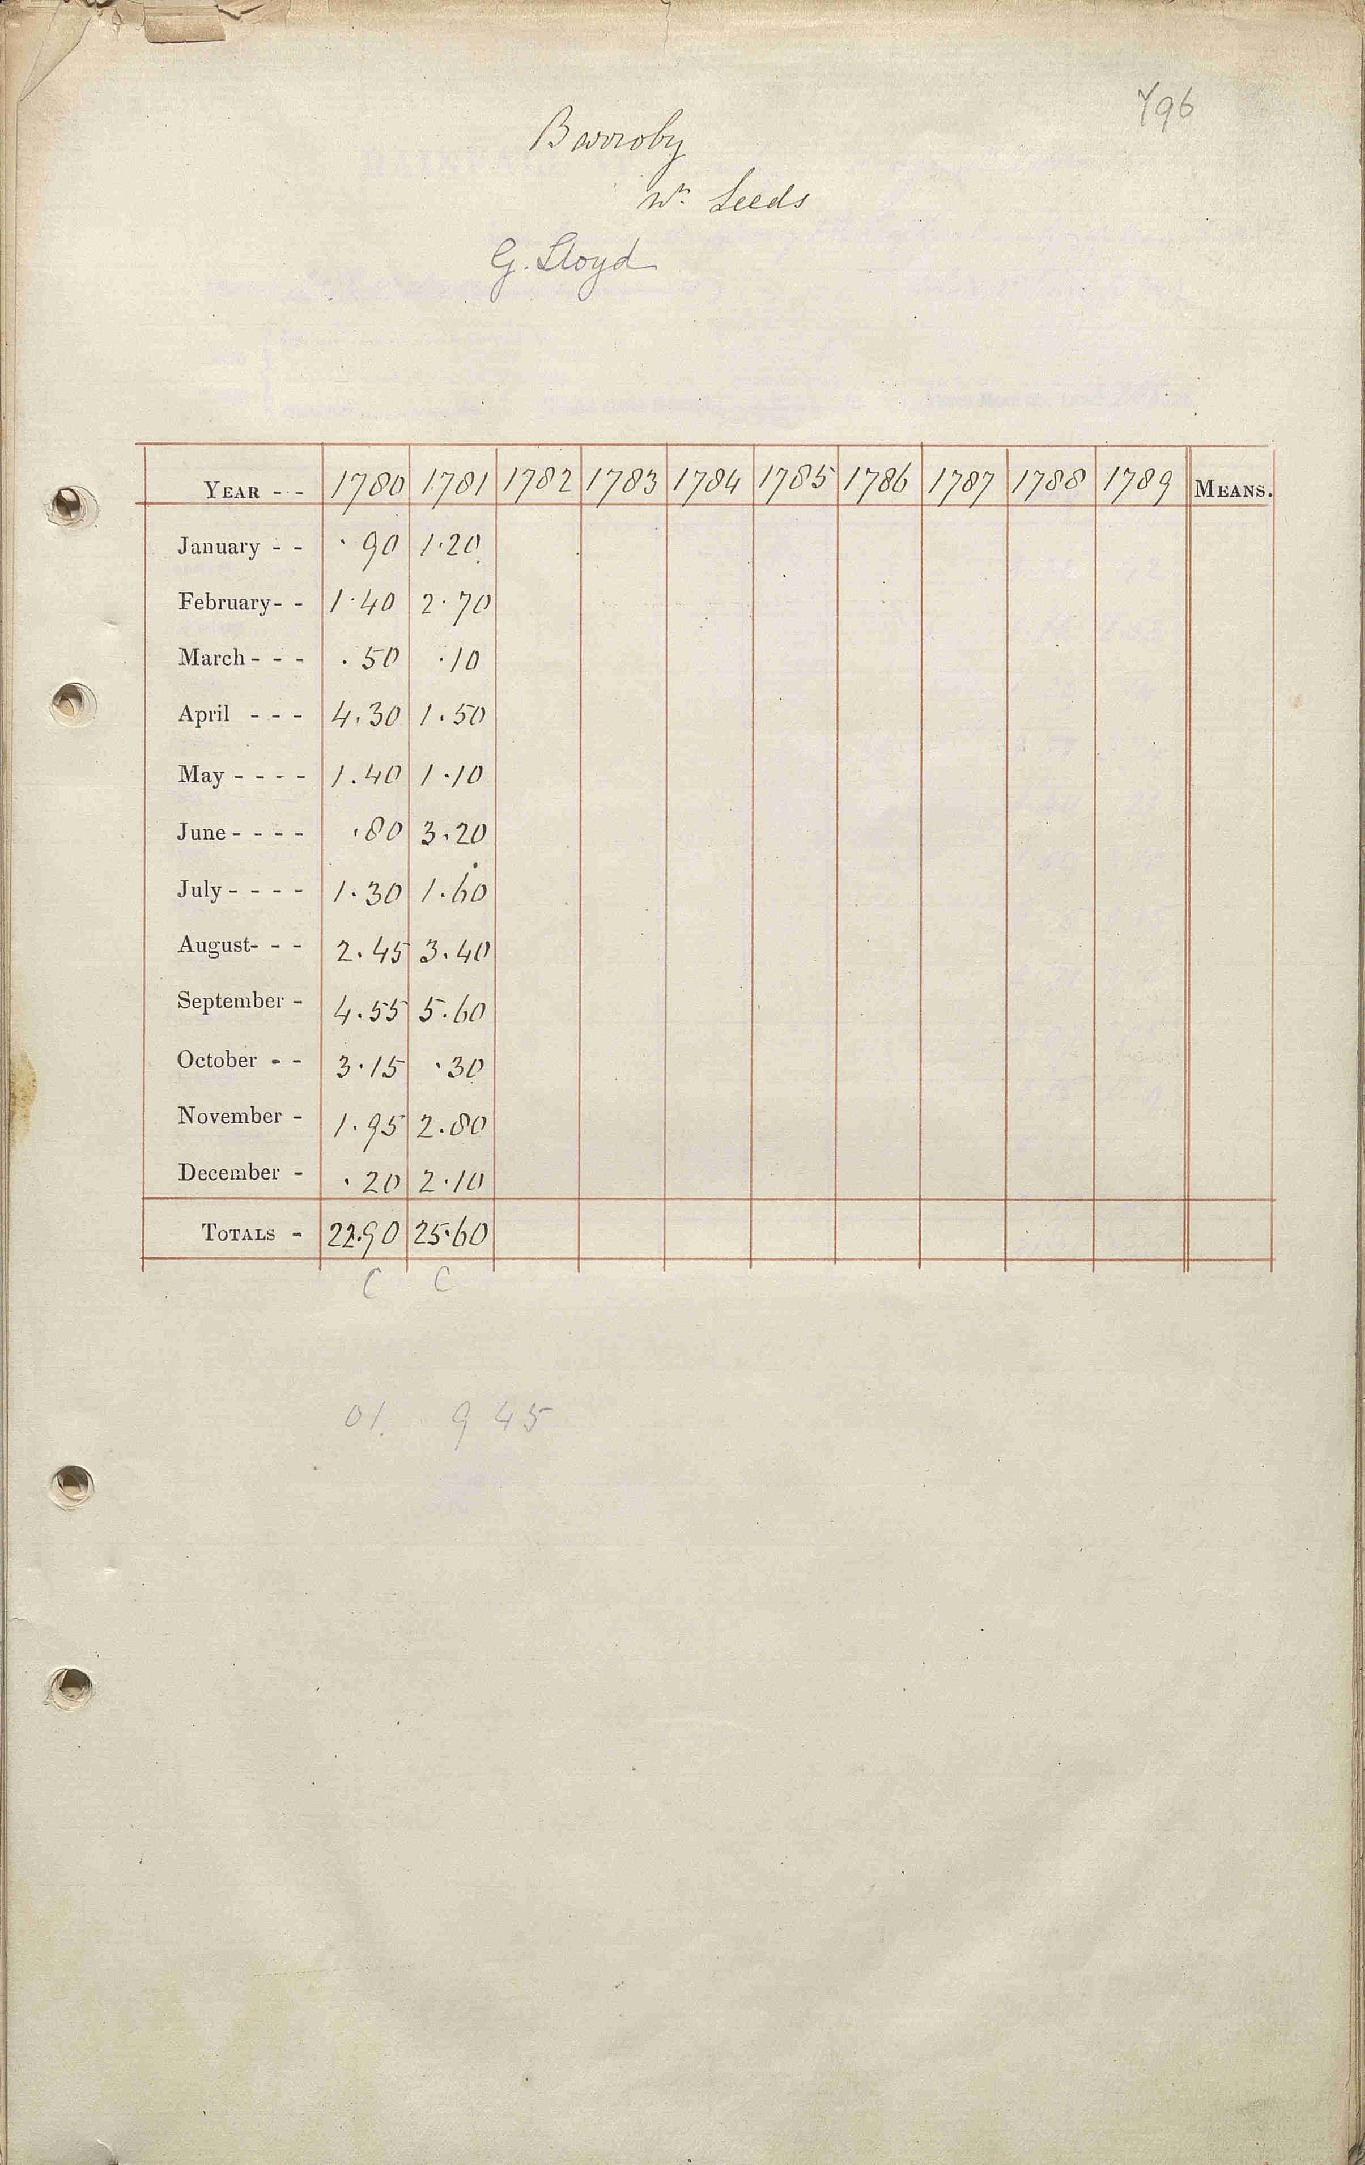 Y96
Barroby
Nr. Leeds
G. Lloyd
YEAR - - 1780 1781 1782 1783 1784 1785 1786 1787 1788 1789 MEANS.
January - - .90 1.20
February - - 1.40 2.70
March - - - .50 .10
April - - - 4.30 1.50
May - - - - 1.40 1.10
June - - - - .80 3.20
July - - - - 1.30 1.60
August - - - 2.45 3.40
September - 4.55 5.60
October - - 3.15 .30
November - 1.95 2.80
December - .20 2.10
TOTALS - 22.90 25.60
C C
01. 945